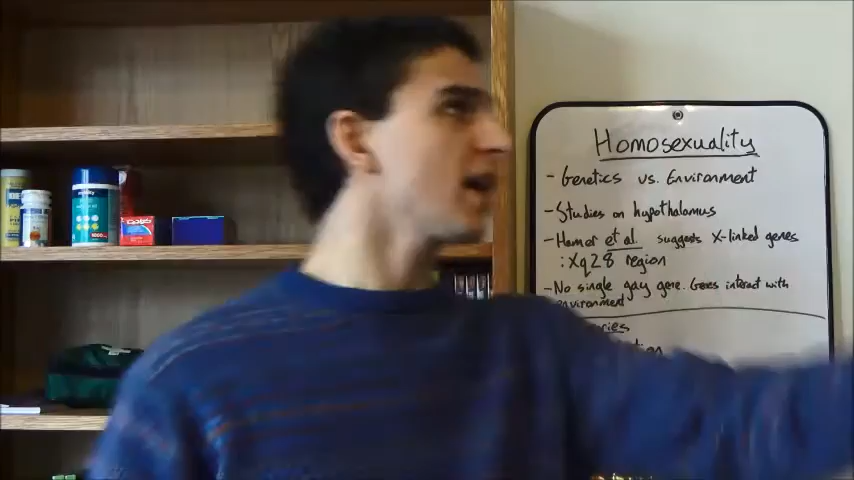 Homosexuality
- Genetics vs. Environment
- Studies on hypothalamus
- Hamer et al. suggests X-linked genes
: Xq28 region
- No single gay gene. Genes interact with
environment